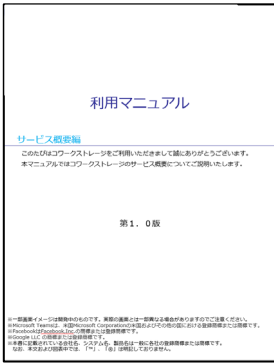 利用マニュアル
サービス概要編
このたびはコワークストレージをご利用いただきまして誠にありがとうございます。
本マニュアルではコワークストレージのサービス概要についてご説明いたします。
第1.0版
※一部画面イメージは開発中のものです。実際の画面とは一部異なる場合がありますのでご注意ください。
※Microsoft Teamsは、米国Microsoft Corporationの米国およびその他の国における登録商標または商標です。
※FacebookはFacebook,Inc.の商標または登録商標です。
※Google LLC の商標または登録商標です。
※本書に記載されている会社名、システム名、製品名は一般に各社の登録商標または商標です。
なお、本文および図表中では、「™」、「®」は明記しておりません。